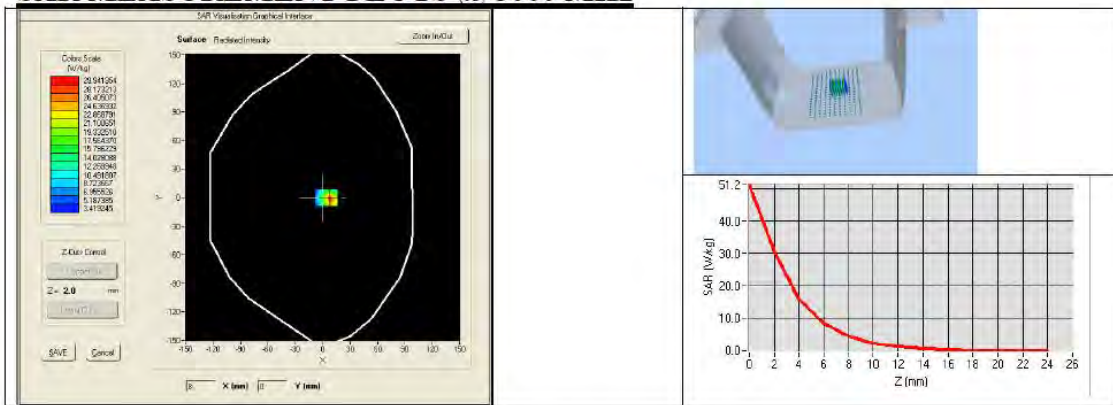 SAR Visualisation Graphical Interface
Surface Radiated Intensity
Zoom In/Out
Colors Scale
(W/kg)
29.941354
28.173213
26.405073
24.636932
22.868791
21.100651
19.332510
17.564370
15.796229
14.028088
12.259948
10.491807
8.723667
6.955526
5.187385
3.419245
150
120
90
60
30
0
-30
-60
-90
-120
-150
Y
-150 -120 -90 -60 -30 0 30 60 90 120 150
X
Z = 2.0 mm
SAVE Cancel
8 X (mm) 0 Y (mm)
51.2
40.0
30.0
20.0
10.0
0.0
SAR (W/kg)
0 2 4 6 8 10 12 14 16 18 20 22 24 26
Z (mm)